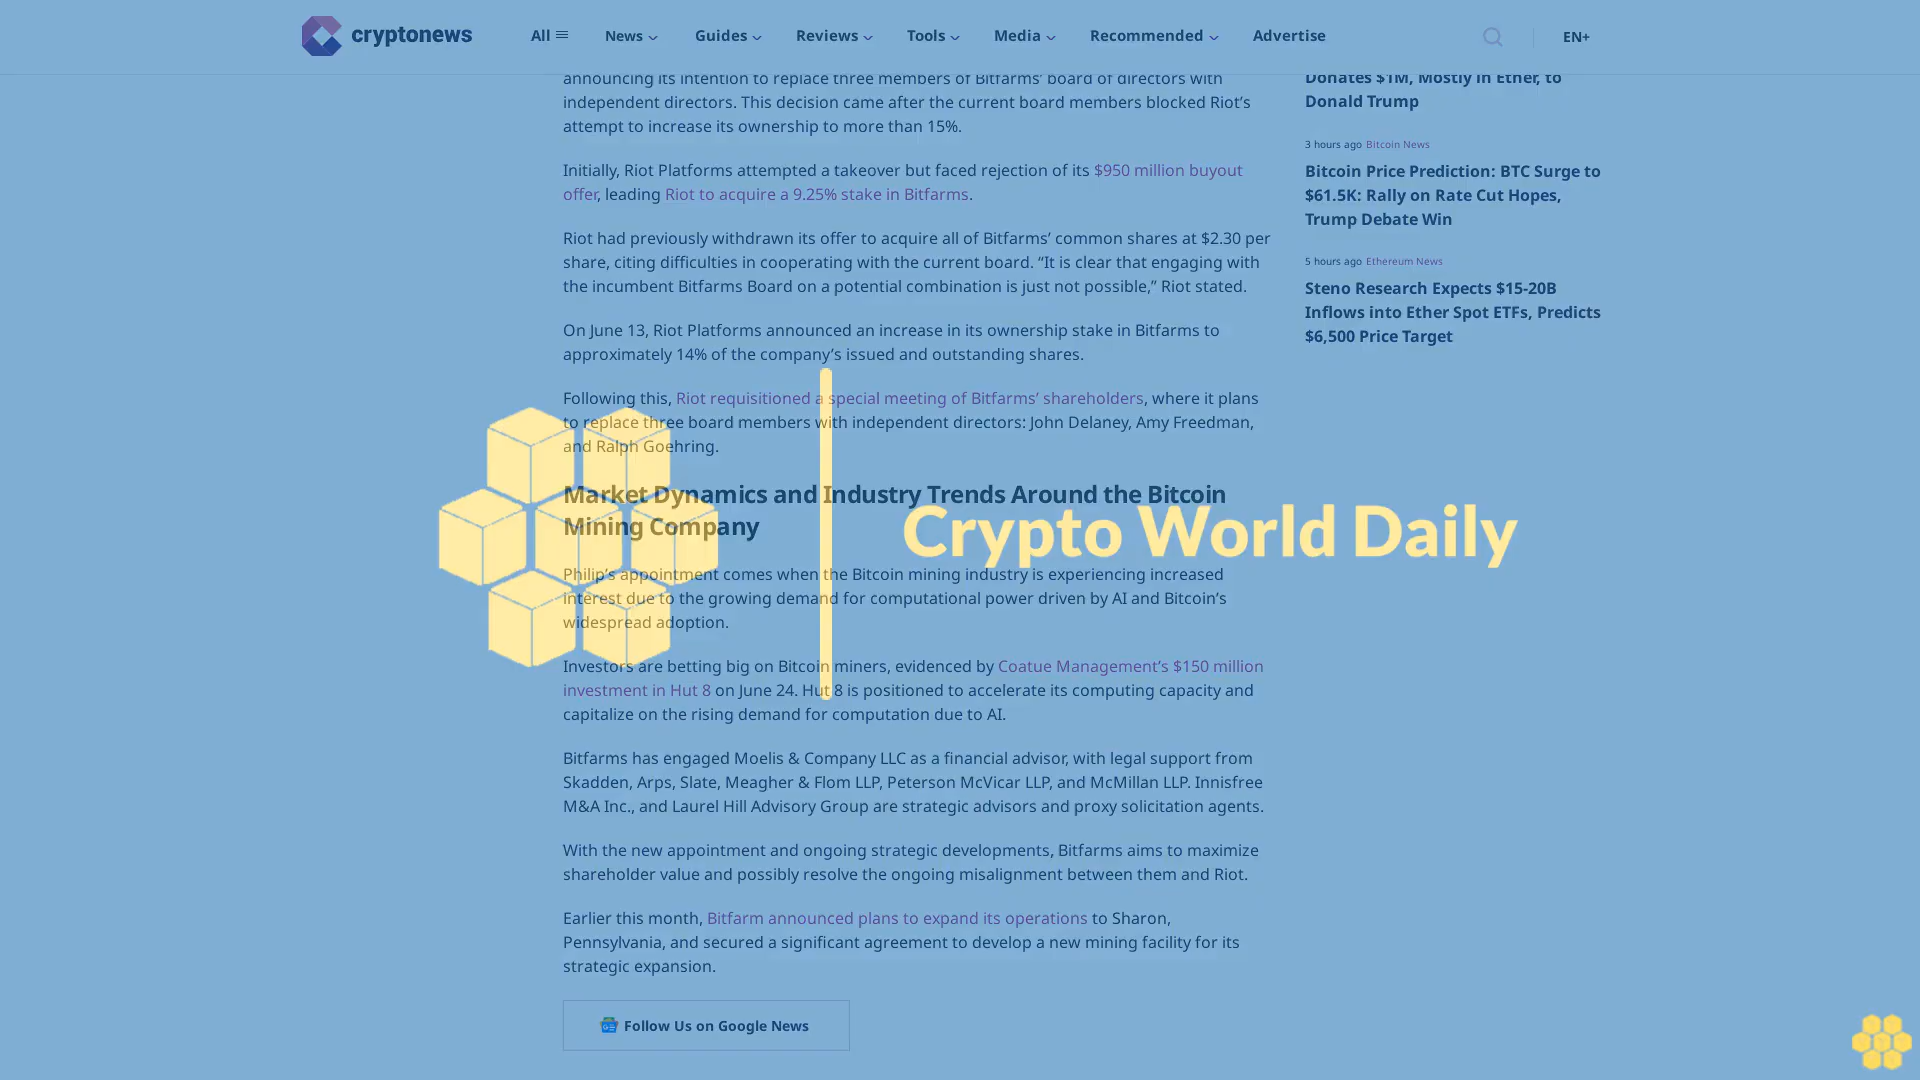 cryptonews
All
News
Guides
Reviews
Tools
Media
Recommended
Advertise
EN+
announcing its intention to replace three members of Bitfarms’ board of directors with
independent directors. This decision came after the current board members blocked Riot’s
attempt to increase its ownership to more than 15%.
Initially, Riot Platforms attempted a takeover but faced rejection of its $950 million buyout
offer, leading Riot to acquire a 9.25% stake in Bitfarms.
Riot had previously withdrawn its offer to acquire all of Bitfarms’ common shares at $2.30 per
share, citing difficulties in cooperating with the current board. “It is clear that engaging with
the incumbent Bitfarms Board on a potential combination is just not possible,” Riot stated.
On June 13, Riot Platforms announced an increase in its ownership stake in Bitfarms to
approximately 14% of the company’s issued and outstanding shares.
Following this, Riot requisitioned a special meeting of Bitfarms’ shareholders, where it plans
to replace three board members with independent directors: John Delaney, Amy Freedman,
and Ralph Goehring.
Market Dynamics and Industry Trends Around the Bitcoin
Mining Company
Philip’s appointment comes when the Bitcoin mining industry is experiencing increased
interest due to the growing demand for computational power driven by AI and Bitcoin’s
widespread adoption.
Investors are betting big on Bitcoin miners, evidenced by Coatue Management’s $150 million
investment in Hut 8 on June 24. Hut 8 is positioned to accelerate its computing capacity and
capitalize on the rising demand for computation due to AI.
Bitfarms has engaged Moelis & Company LLC as a financial advisor, with legal support from
Skadden, Arps, Slate, Meagher & Flom LLP, Peterson McVicar LLP, and McMillan LLP. Innisfree
M&A Inc., and Laurel Hill Advisory Group are strategic advisors and proxy solicitation agents.
With the new appointment and ongoing strategic developments, Bitfarms aims to maximize
shareholder value and possibly resolve the ongoing misalignment between them and Riot.
Earlier this month, Bitfarm announced plans to expand its operations to Sharon,
Pennsylvania, and secured a significant agreement to develop a new mining facility for its
strategic expansion.
Follow Us on Google News
Donates $1M, Mostly in Ether, to
Donald Trump
3 hours ago Bitcoin News
Bitcoin Price Prediction: BTC Surge to
$61.5K: Rally on Rate Cut Hopes,
Trump Debate Win
5 hours ago Ethereum News
Steno Research Expects $15-20B
Inflows into Ether Spot ETFs, Predicts
$6,500 Price Target
Crypto World Daily